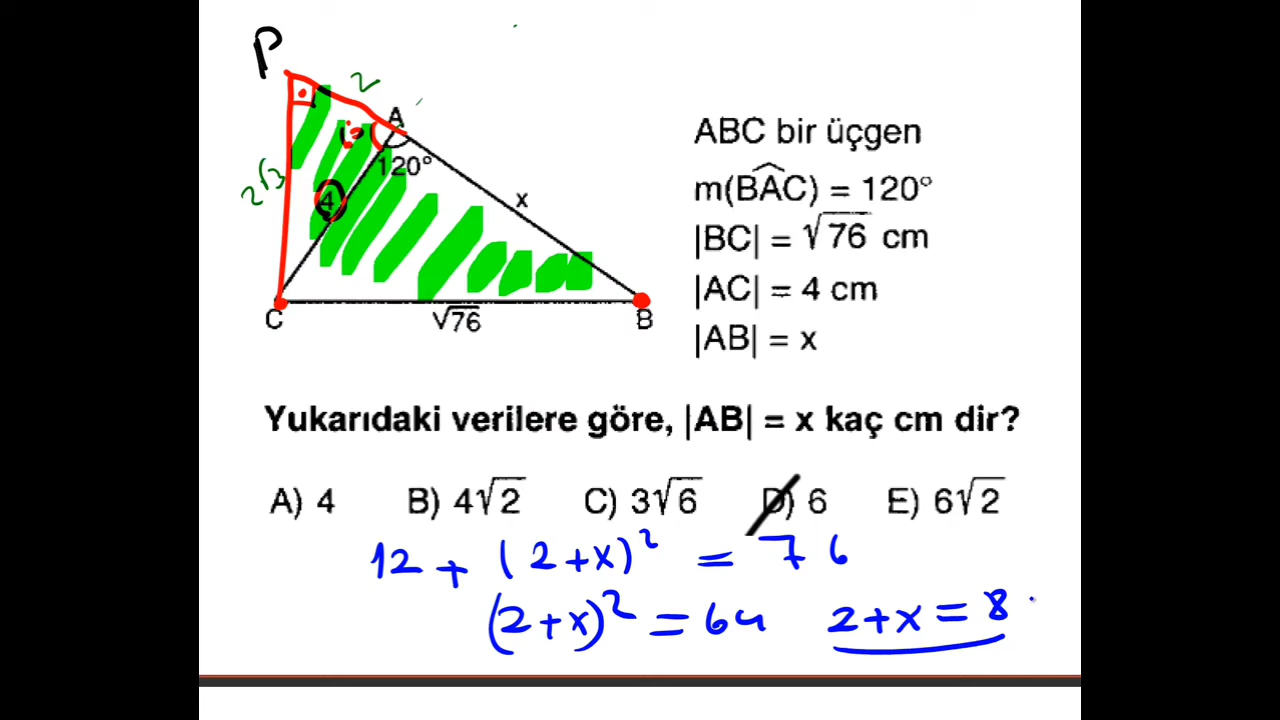 P
2
A
120°
2√3
4
x
C
√76
B
ABC bir üçgen
m(BAC) = 120°
|BC| = √76 cm
|AC| = 4 cm
|AB| = x
Yukarıdaki verilere göre, |AB| = x kaç cm dir?
A) 4 B) 4√2 C) 3√6 D) 6 E) 6√2
12 + (2+x)² = 76
(2+x)² = 64 2+x = 8